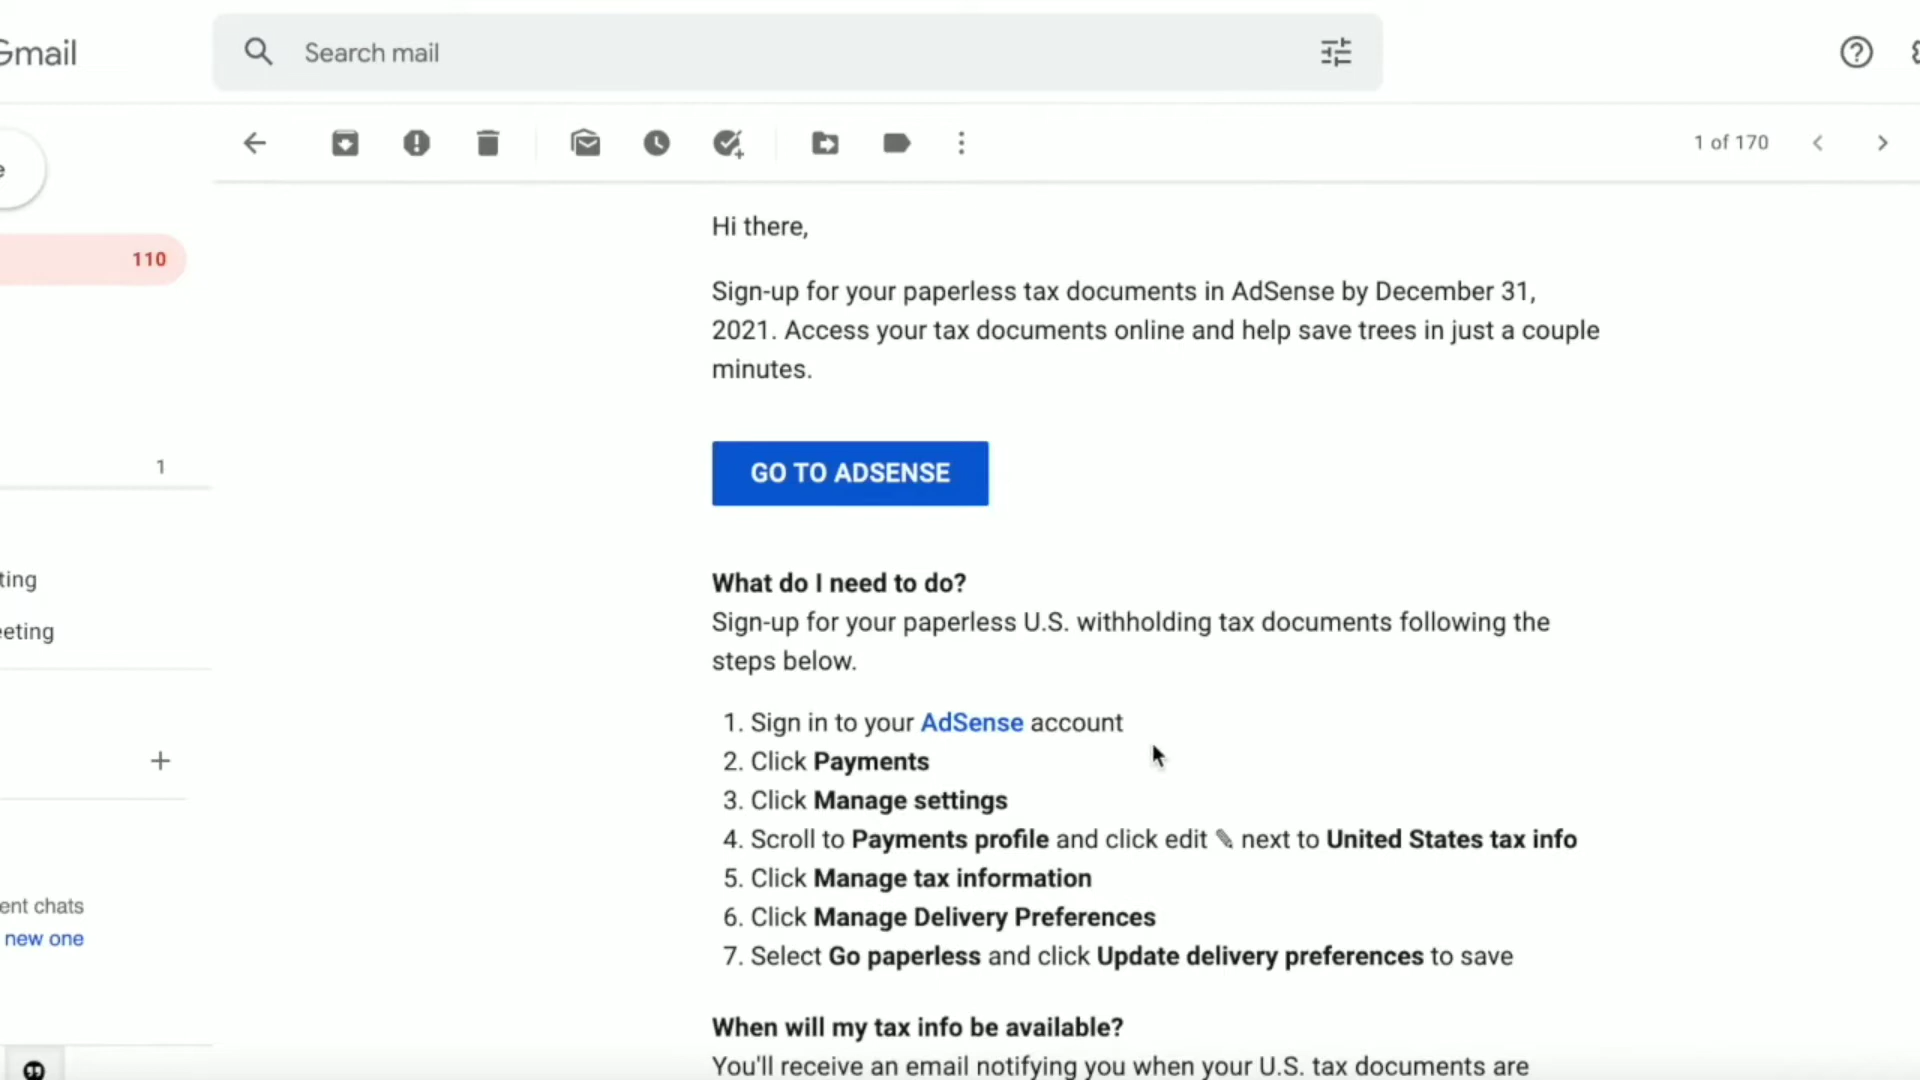 Gmail
Search mail
1 of 170
110
1
ting
eeting
ent chats
new one
Hi there,
Sign-up for your paperless tax documents in AdSense by December 31,
2021. Access your tax documents online and help save trees in just a couple
minutes.
GO TO ADSENSE
What do I need to do?
Sign-up for your paperless U.S. withholding tax documents following the
steps below.
1. Sign in to your AdSense account
2. Click Payments
3. Click Manage settings
4. Scroll to Payments profile and click edit ✎ next to United States tax info
5. Click Manage tax information
6. Click Manage Delivery Preferences
7. Select Go paperless and click Update delivery preferences to save
When will my tax info be available?
You'll receive an email notifying you when your U.S. tax documents are